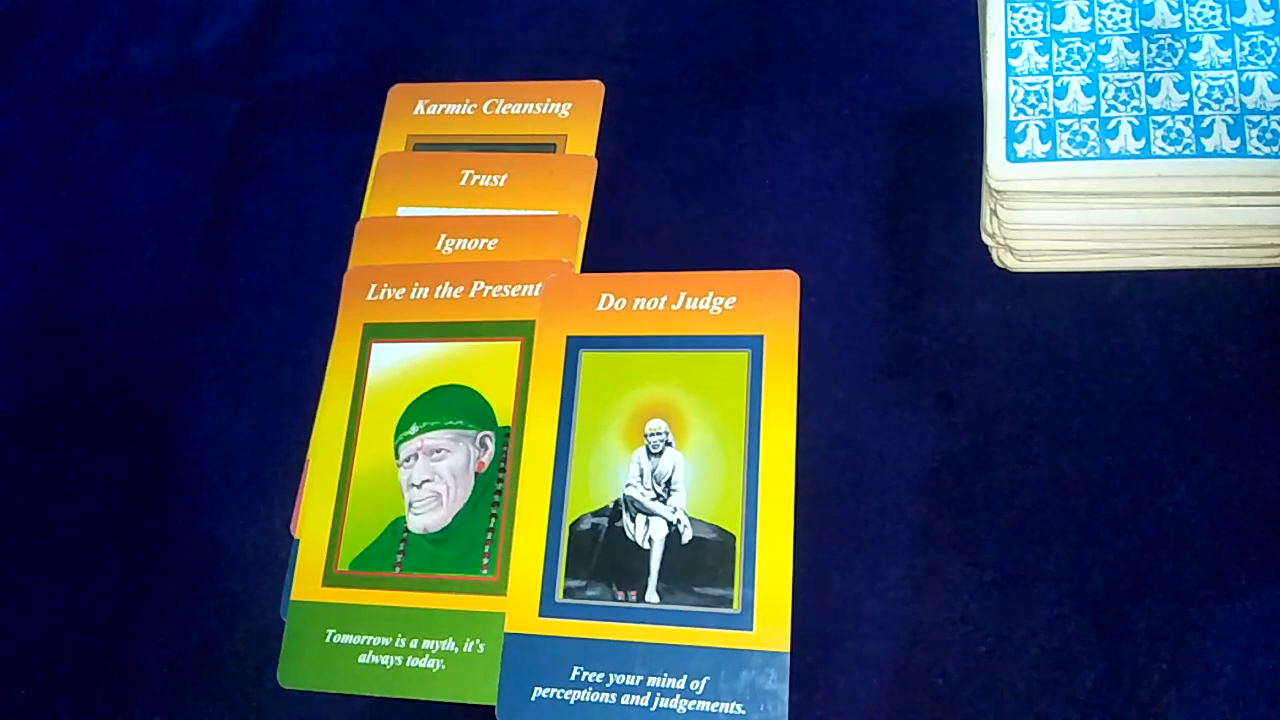 Karmic Cleansing
Trust
Ignore
Live in the Present
Tomorrow is a myth, it's
always today.
Do not Judge
Free your mind of
perceptions and judgements.